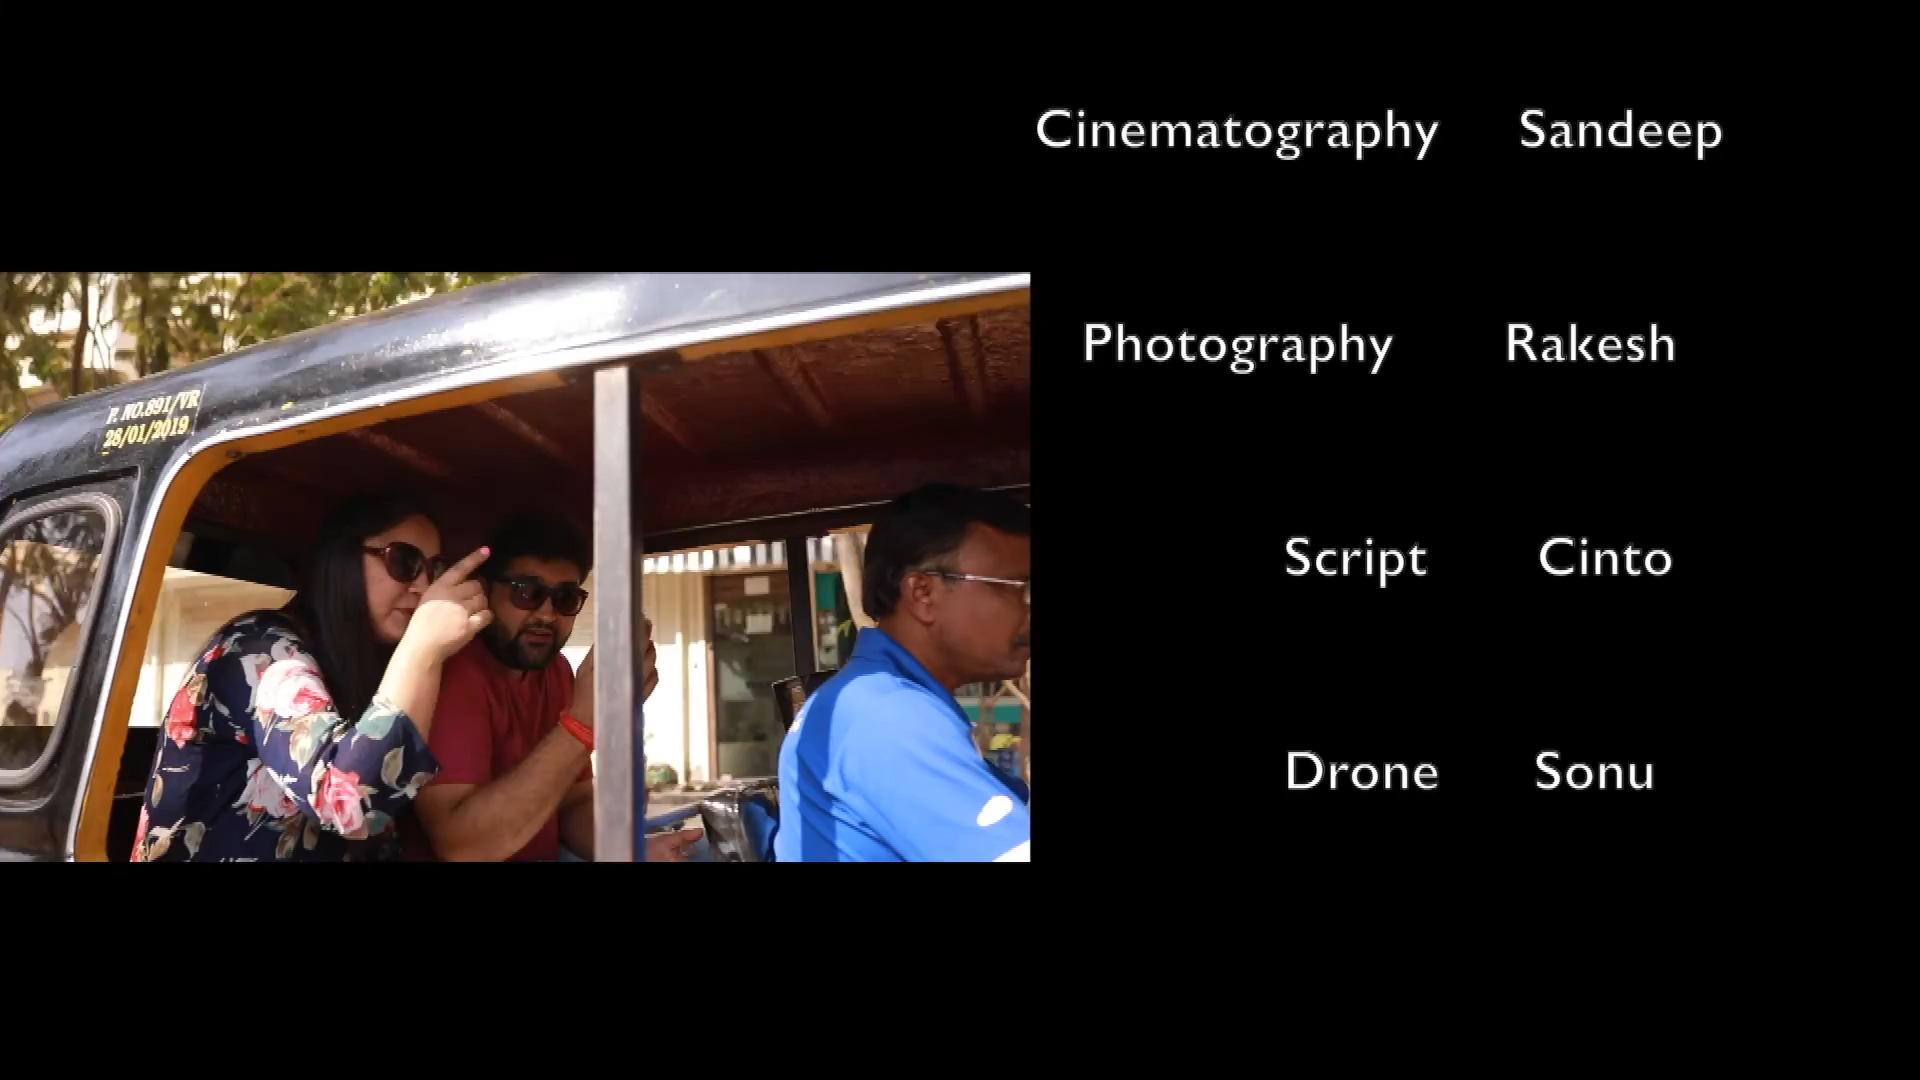 Cinematography Sandeep
Photography Rakesh
P. NO.891/VR
28/01/2019
Script Cinto
Drone Sonu